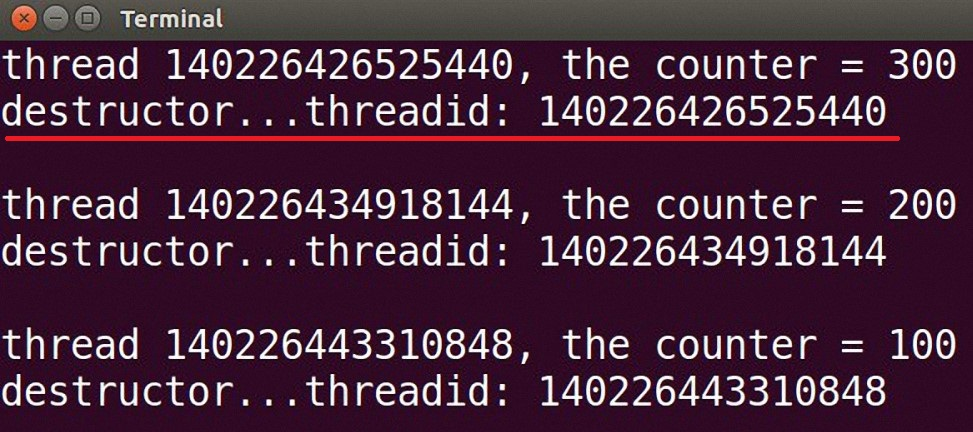 Terminal
thread 140226426525440, the counter = 300
destructor...threadid: 140226426525440
thread 140226434918144, the counter = 200
destructor...threadid: 140226434918144
thread 140226443310848, the counter = 100
destructor...threadid: 140226443310848